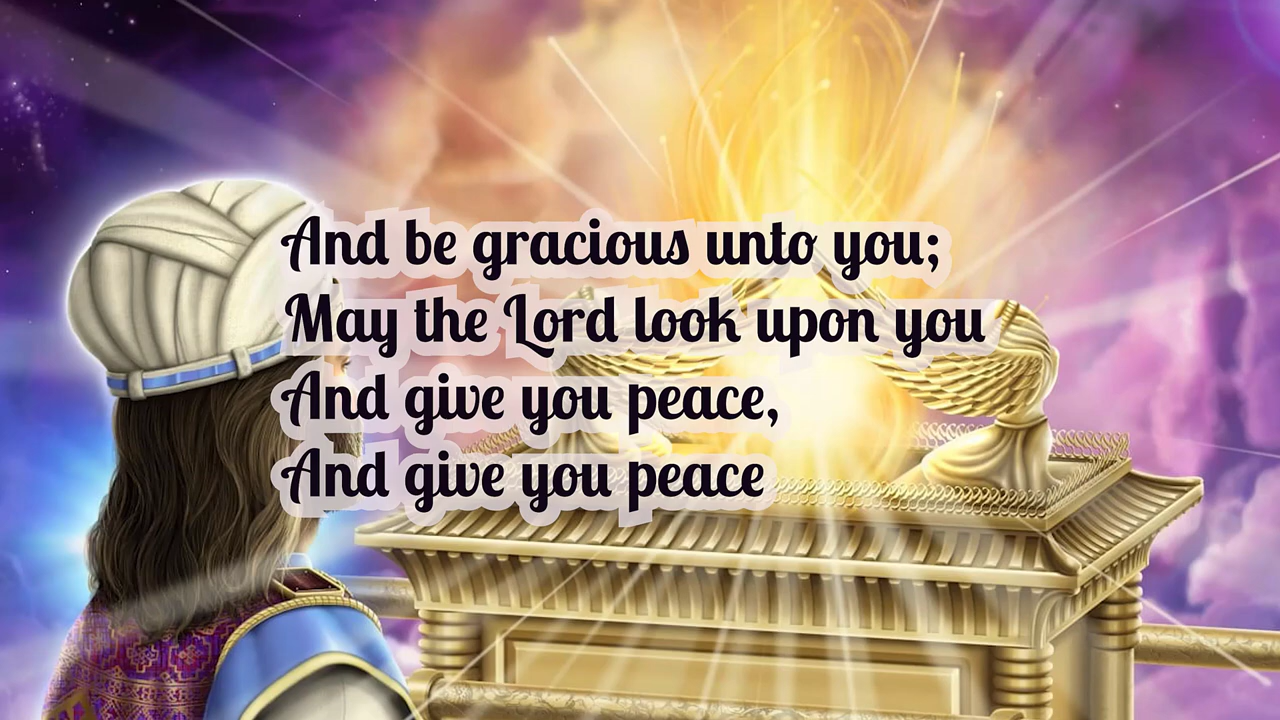 And be gracious unto you;
May the Lord look upon you
And give you peace,
And give you peace